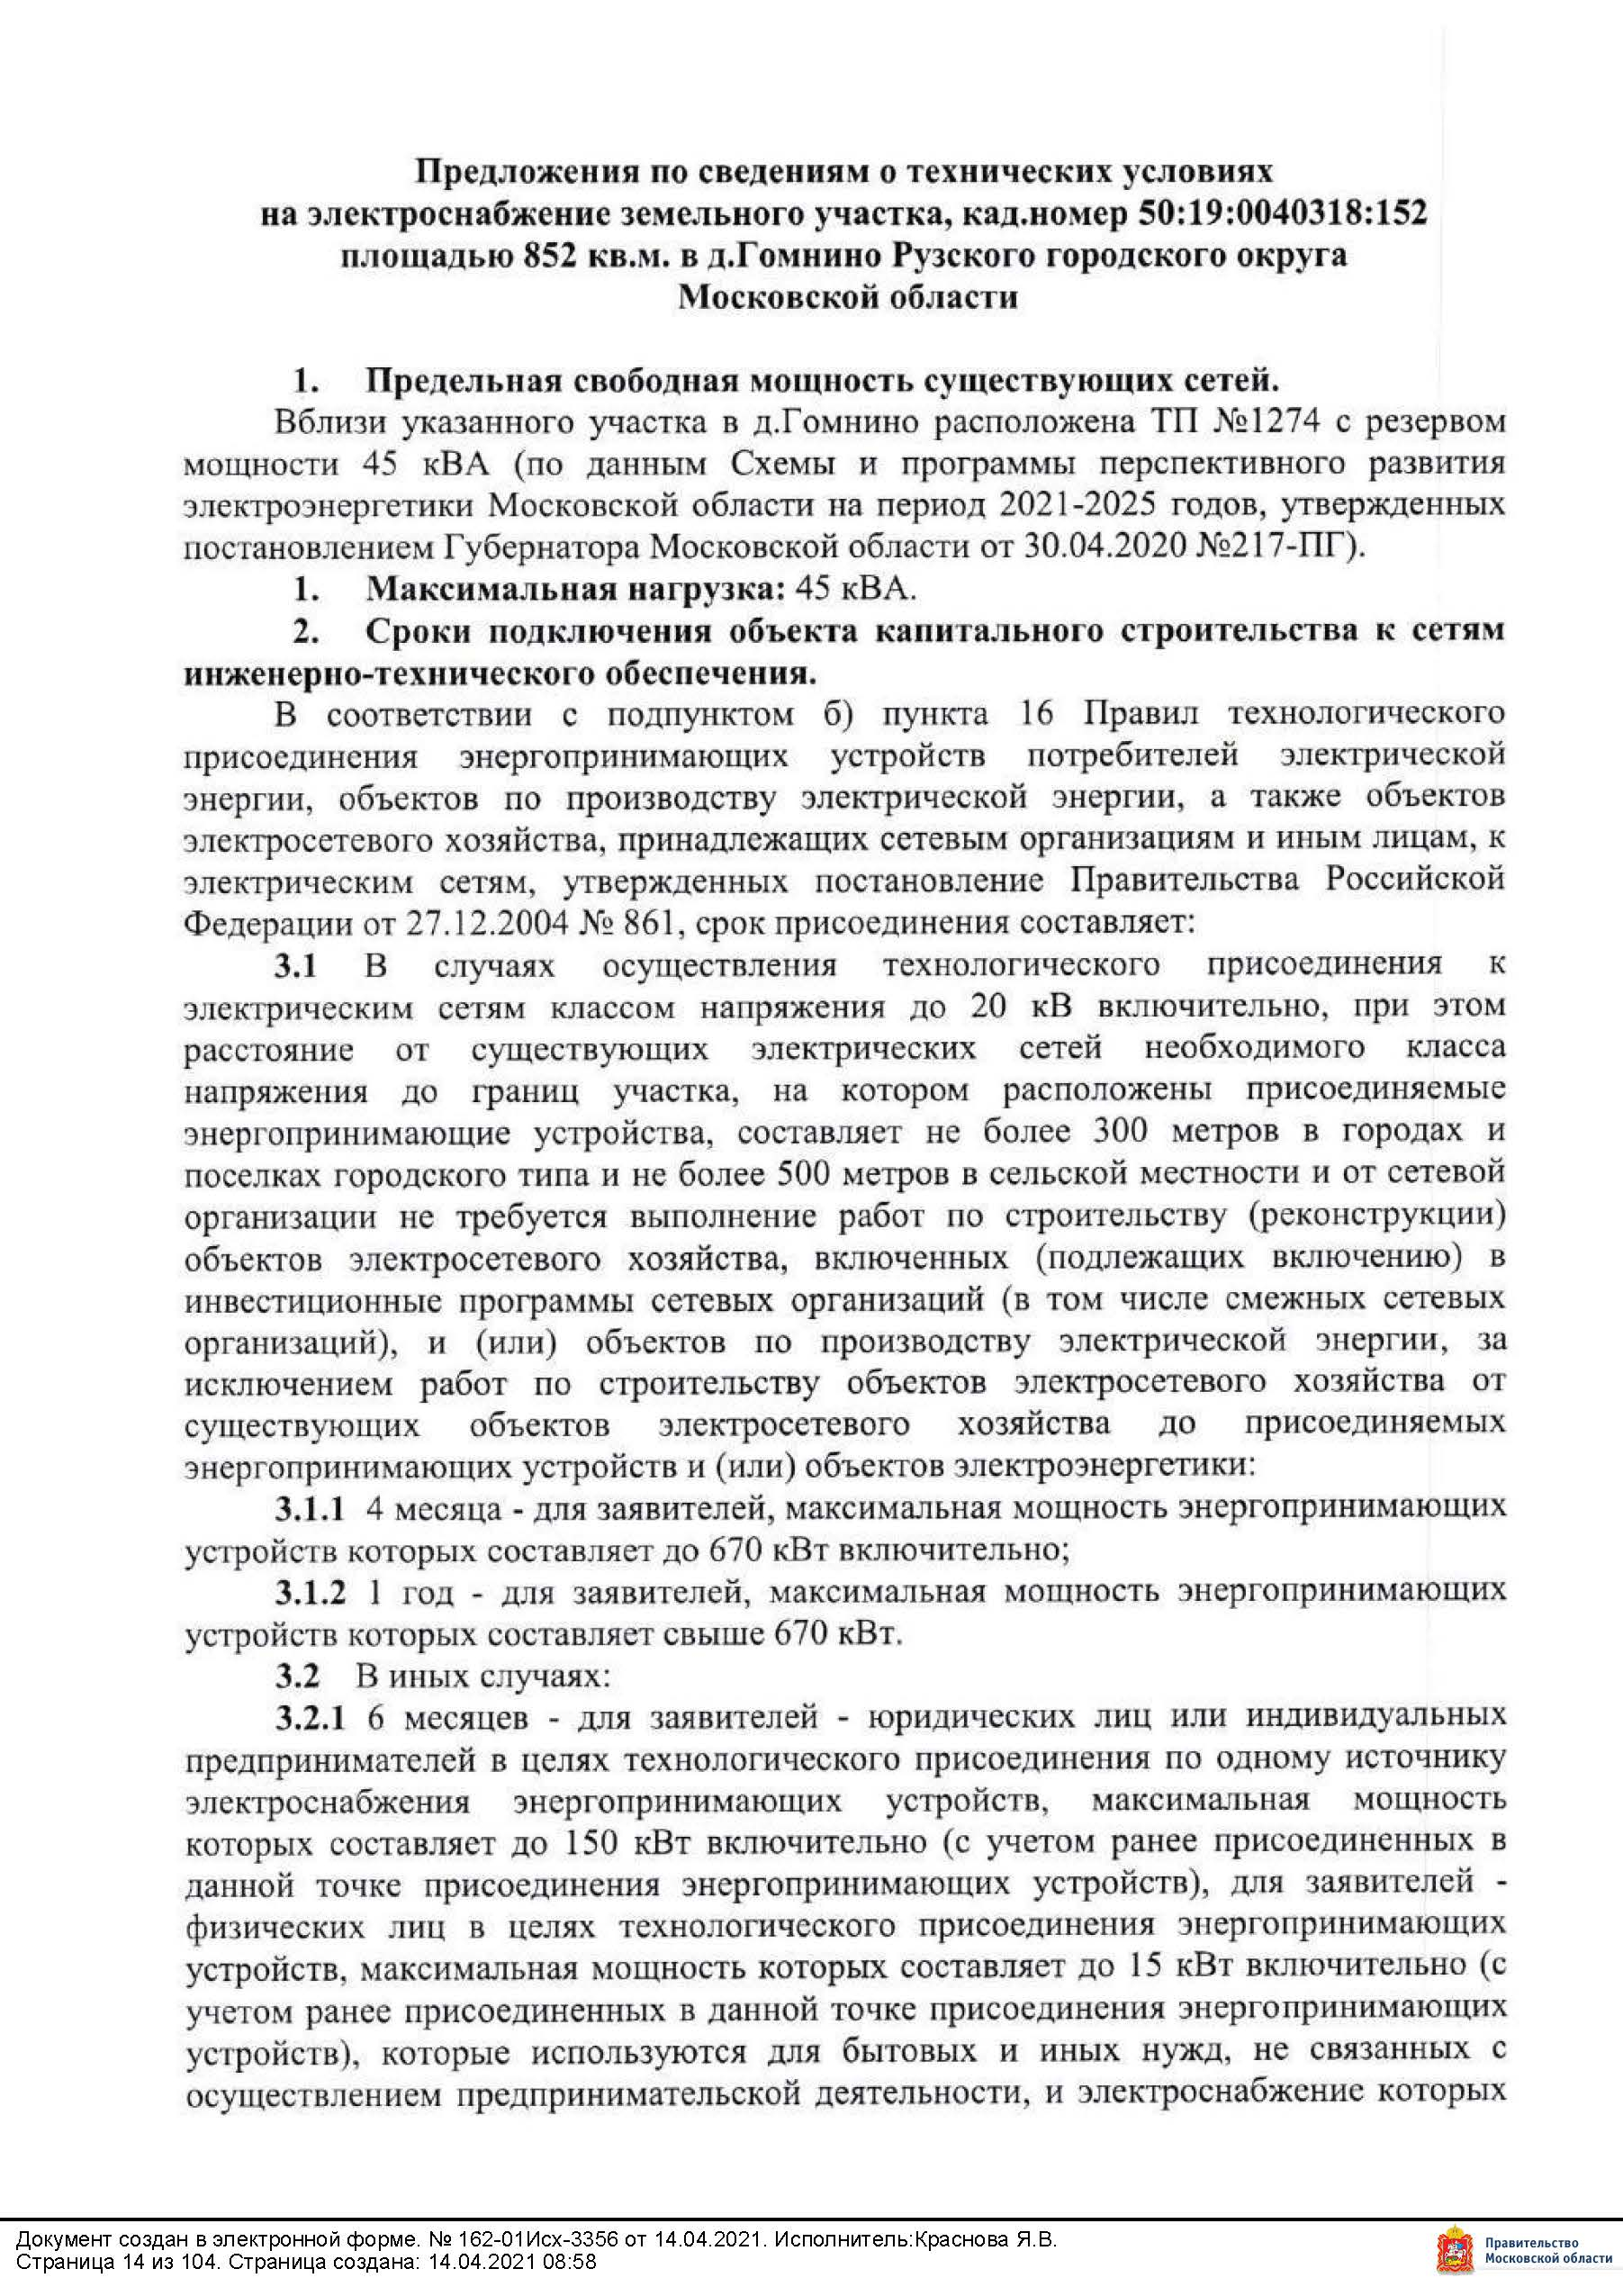 Предложения по сведениям о технических условиях
на электроснабжение земельного участка, кад.номер 50:19:0040318:152
площадью 852 кв.м. в д.Гомнино Рузского городского округа
Московской области
1. Предельная свободная мощность существующих сетей.
Вблизи указанного участка в д.Гомнино расположена ТП №1274 с резервом
мощности 45 кВА (по данным Схемы и программы перспективного развития
электроэнергетики Московской области на период 2021-2025 годов, утвержденных
постановлением Губернатора Московской области от 30.04.2020 №217-ПГ).
1. Максимальная нагрузка: 45 кВА.
2. Сроки подключения объекта капитального строительства к сетям
инженерно-технического обеспечения.
В соответствии с подпунктом б) пункта 16 Правил технологического
присоединения энергопринимающих устройств потребителей электрической
энергии, объектов по производству электрической энергии, а также объектов
электросетевого хозяйства, принадлежащих сетевым организациям и иным лицам, к
электрическим сетям, утвержденных постановление Правительства Российской
Федерации от 27.12.2004 № 861, срок присоединения составляет:
3.1 В случаях осуществления технологического присоединения к
электрическим сетям классом напряжения до 20 кВ включительно, при этом
расстояние от существующих электрических сетей необходимого класса
напряжения до границ участка, на котором расположены присоединяемые
энергопринимающие устройства, составляет не более 300 метров в городах и
поселках городского типа и не более 500 метров в сельской местности и от сетевой
организации не требуется выполнение работ по строительству (реконструкции)
объектов электросетевого хозяйства, включенных (подлежащих включению) в
инвестиционные программы сетевых организаций (в том числе смежных сетевых
организаций), и (или) объектов по производству электрической энергии, за
исключением работ по строительству объектов электросетевого хозяйства от
существующих объектов электросетевого хозяйства до присоединяемых
энергопринимающих устройств и (или) объектов электроэнергетики:
3.1.1 4 месяца - для заявителей, максимальная мощность энергопринимающих
устройств которых составляет до 670 кВт включительно;
3.1.2 1 год - для заявителей, максимальная мощность энергопринимающих
устройств которых составляет свыше 670 кВт.
3.2 В иных случаях:
3.2.1 6 месяцев - для заявителей - юридических лиц или индивидуальных
предпринимателей в целях технологического присоединения по одному источнику
электроснабжения энергопринимающих устройств, максимальная мощность
которых составляет до 150 кВт включительно (с учетом ранее присоединенных в
данной точке присоединения энергопринимающих устройств), для заявителей -
физических лиц в целях технологического присоединения энергопринимающих
устройств, максимальная мощность которых составляет до 15 кВт включительно (с
учетом ранее присоединенных в данной точке присоединения энергопринимающих
устройств), которые используются для бытовых и иных нужд, не связанных с
осуществлением предпринимательской деятельности, и электроснабжение которых
Документ создан в электронной форме. № 162-01Исх-3356 от 14.04.2021. Исполнитель:Краснова Я.В.
Страница 14 из 104. Страница создана: 14.04.2021 08:58
Правительство
Московской области